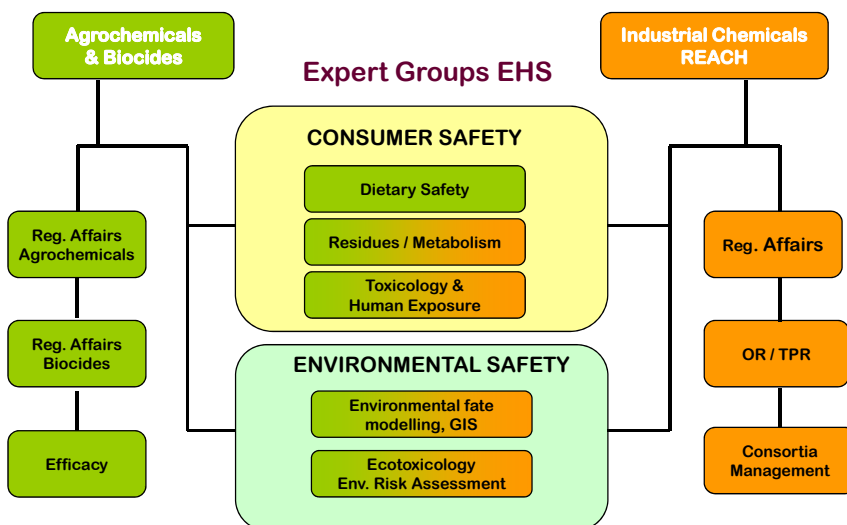 Agrochemicals
& Biocides
Industrial Chemicals
REACH
Expert Groups EHS
CONSUMER SAFETY
Dietary Safety
Residues / Metabolism
Toxicology &
Human Exposure
Reg. Affairs
Agrochemicals
Reg. Affairs
Biocides
Efficacy
ENVIRONMENTAL SAFETY
Environmental fate
modelling, GIS
Ecotoxicology
Env. Risk Assessment
Reg. Affairs
OR / TPR
Consortia
Management